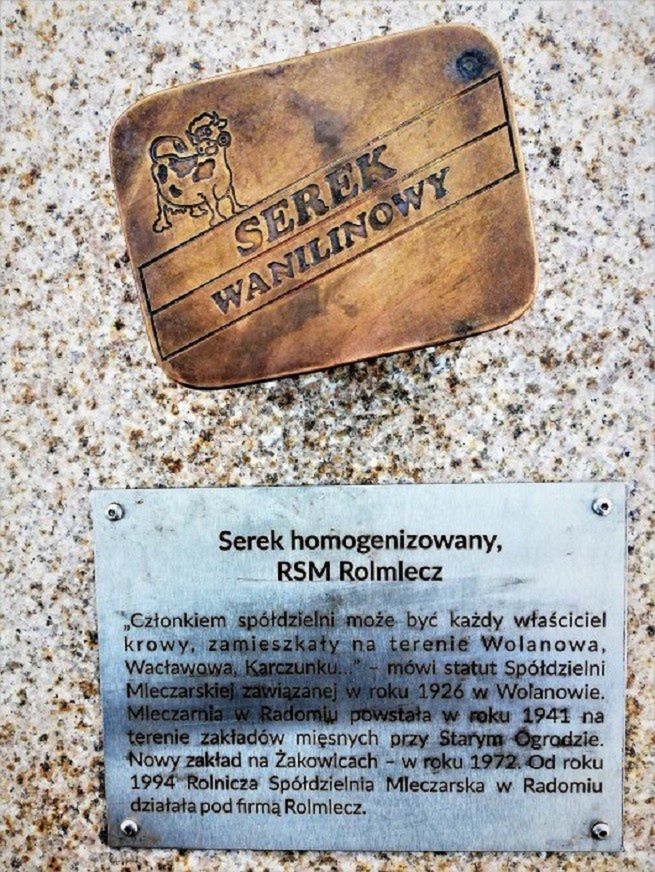 SEREK
WANILINOWY
Serek homogenizowany,
RSM Rolmlecz
„Członkiem spółdzielni może być każdy właściciel
krowy, zamieszkały na terenie Wolanowa,
Wacławowa, Karczunku...” – mówi statut Spółdzielni
Mleczarskiej zawiązanej w roku 1926 w Wolanowie.
Mleczarnia w Radomiu powstała w roku 1941 na
terenie zakładów mięsnych przy Starym Ogrodzie.
Nowy zakład na Żakowicach – w roku 1972. Od roku
1994 Rolnicza Spółdzielnia Mleczarska w Radomiu
działała pod firmą Rolmlecz.